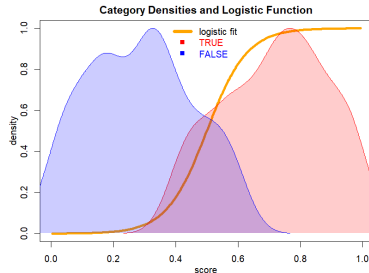 Category Densities and Logistic Function
logistic fit
TRUE
FALSE
density
0.0 0.2 0.4 0.6 0.8 1.0
0.0 0.2 0.4 0.6 0.8 1.0
score